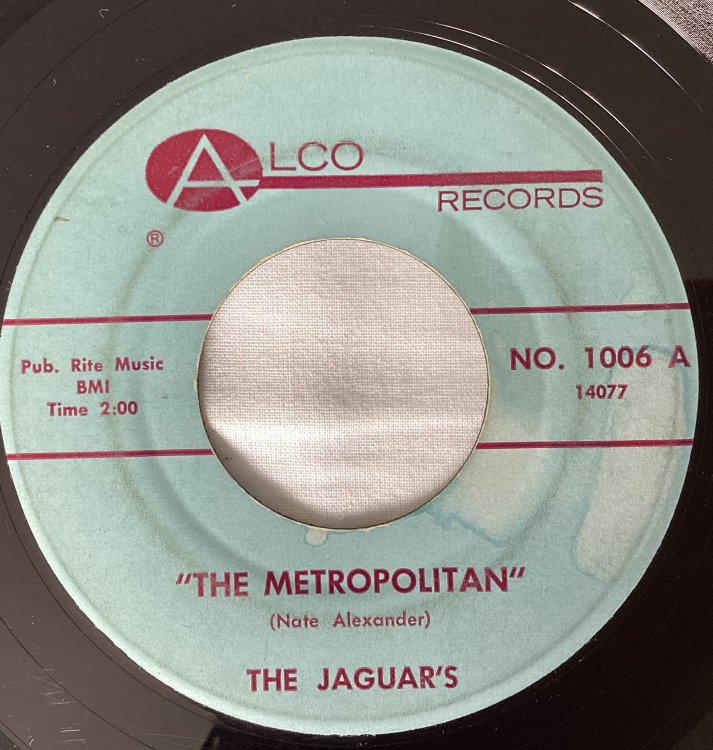 ALCO
RECORDS
®
Pub. Rite Music
BMI
Time 2:00
NO. 1006 A
14077
"THE METROPOLITAN"
(Nate Alexander)
THE JAGUAR'S